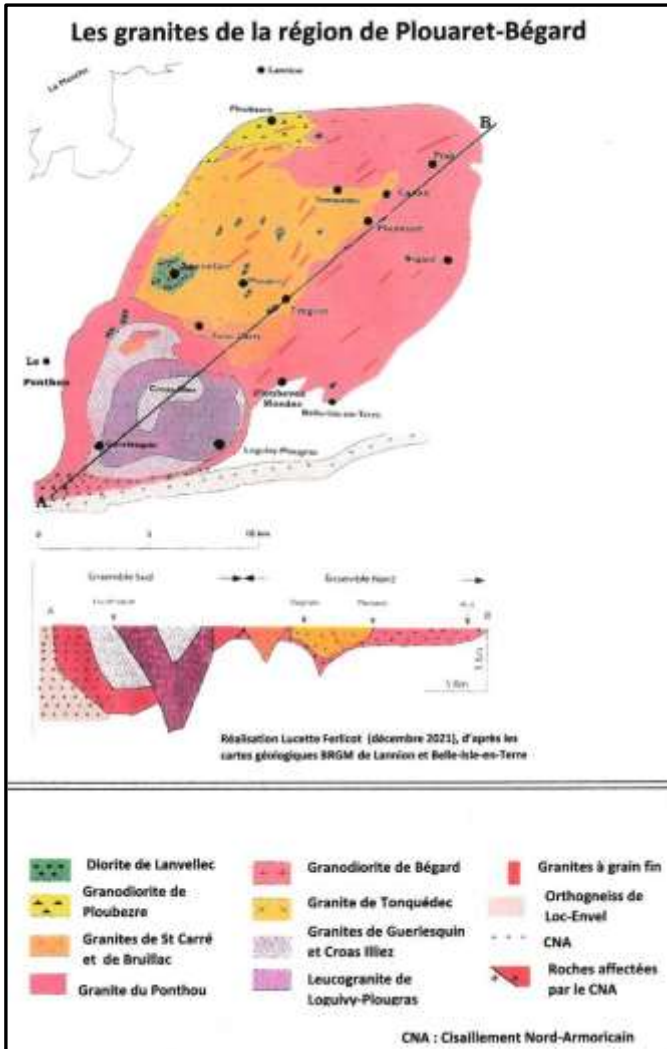 Les granites de la région de Plouaret-Bégard
La Manche
Lannion
Ploubezre
B
Prat
Tonquédec
Cavan
Pluzunet
Bégard
Trégrom
Le
Ponthou
Croas Illiez
Belle-Isle-en-Terre
Guerlesquin
Loguivy-Plougras
A
0
10 km
Ensemble Sud
Ensemble Nord
A
B
1,5km
Réalisation Lucette Ferlicot (décembre 2021), d'après les
cartes géologiques BRGM de Lannion et Belle-Isle-en-Terre
Diorite de Lanvellec
Granodiorite de
Ploubezre
Granites de St Carré
et de Bruillac
Granite du Ponthou
Granodiorite de Bégard
Granite de Tonquédec
Granites de Guerlesquin
et Croas Illiez
Leucogranite de
Loguivy-Plougras
Granites à grain fin
Orthogneiss de
Loc-Envel
CNA
Roches affectées
par le CNA
CNA : Cisaillement Nord-Armoricain